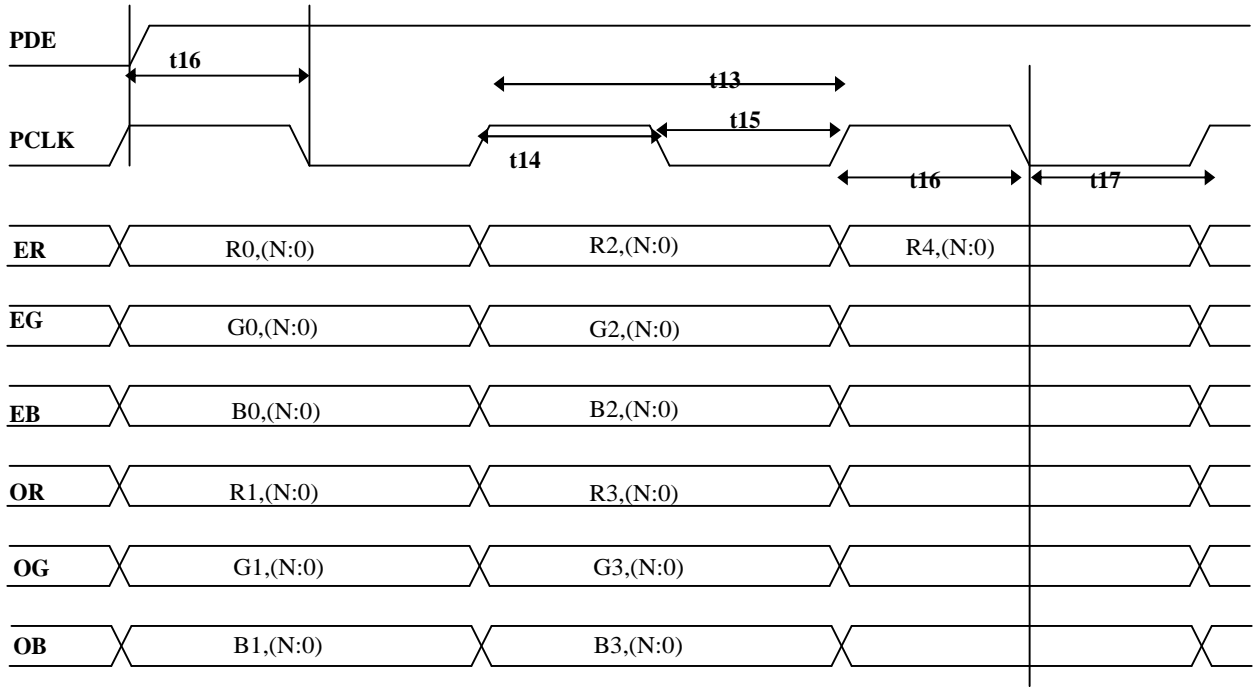 PDE
t16
t13
PCLK
t15
t14
t16 t17
ER R0,(N:0) R2,(N:0) R4,(N:0)
EG G0,(N:0) G2,(N:0)
EB B0,(N:0) B2,(N:0)
OR R1,(N:0) R3,(N:0)
OG G1,(N:0) G3,(N:0)
OB B1,(N:0) B3,(N:0)